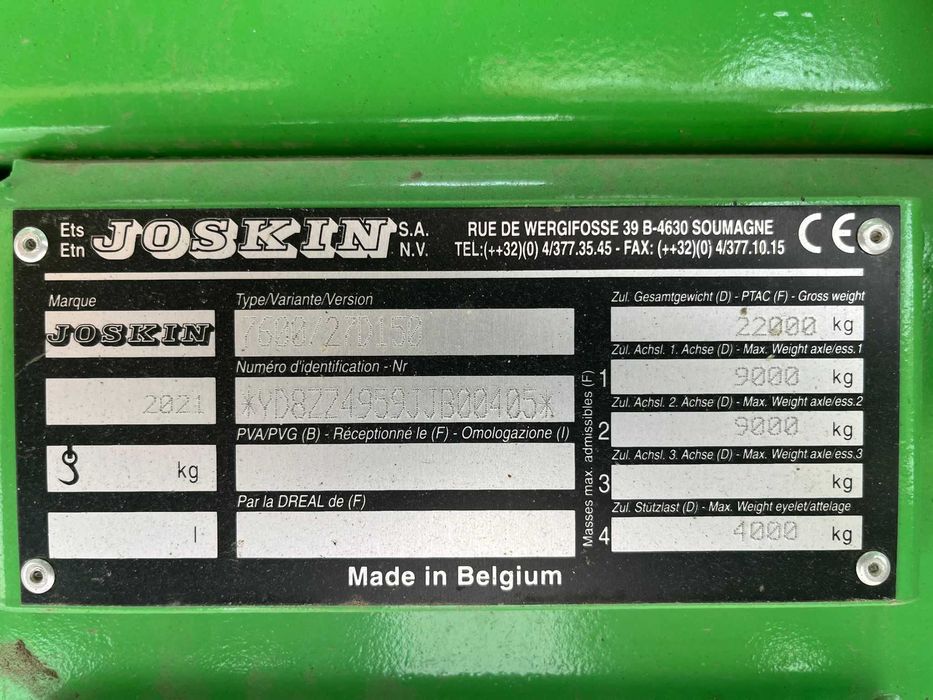 Ets Etn JOSKIN S.A. N.V.
RUE DE WERGIFOSSE 39 B-4630 SOUMAGNE
TEL:(++32)(0) 4/377.35.45 - FAX: (++32)(0) 4/377.10.15
CE
Marque
JOSKIN
2021
kg
l
Type/Variante/Version
7600/27D150
Numéro d'identification - Nr
PVA/PVG (B) - Réceptionné le (F) - Omologazione (I)
Par la DREAL de (F)
Masses max. admissibles (F)
Zul. Gesamtgewicht (D) - PTAC (F) - Gross weight
22000 kg
Zul. Achsl. 1. Achse (D) - Max. Weight axle/ess.1
1 9000 kg
Zul. Achsl. 2. Achse (D) - Max. Weight axle/ess.2
2 9000 kg
Zul. Achsl. 3. Achse (D) - Max. Weight axle/ess.3
3 kg
Zul. Stützlast (D) - Max. Weight eyelet/attelage
4 4000 kg
Made in Belgium